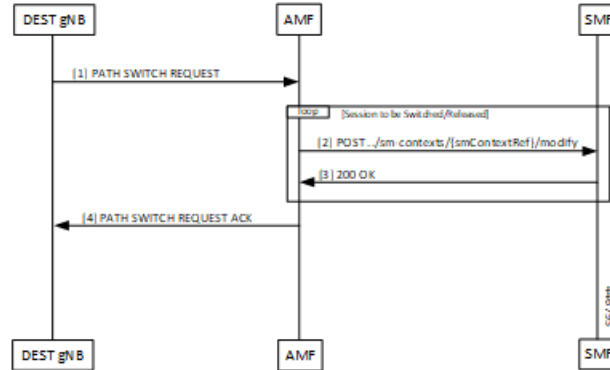 DEST gNB
AMF
SMF
(1) PATH SWITCH REQUEST
loop
[Session to be Switched/Released]
(2) POST ../sm-contexts/{smContextRef}/modify
(3) 200 OK
(4) PATH SWITCH REQUEST ACK
DEST gNB
AMF
SMF